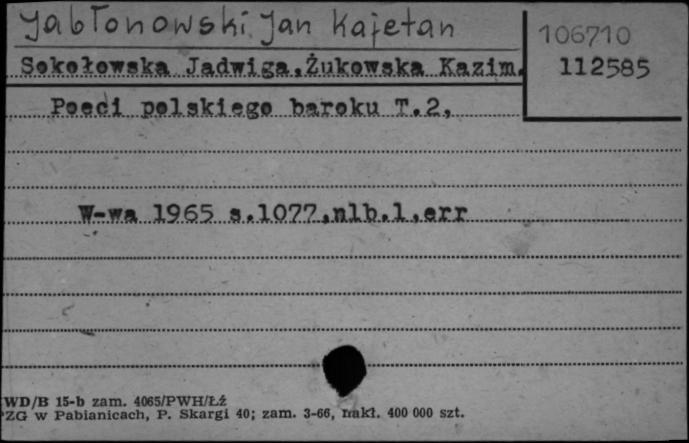 Jabłonowski Jan Kajetan
106710
Sokołowska Jadwiga,Żukowska Kazim.
112585
Poeci polskiego baroku T.2,
W-wa 1965 s.1077,nlb.1,err
WD/B 15-b zam. 4065/PWH/Łź
PZG w Pabianicach, P. Skargi 40; zam. 3-66, nakł. 400 000 szt.